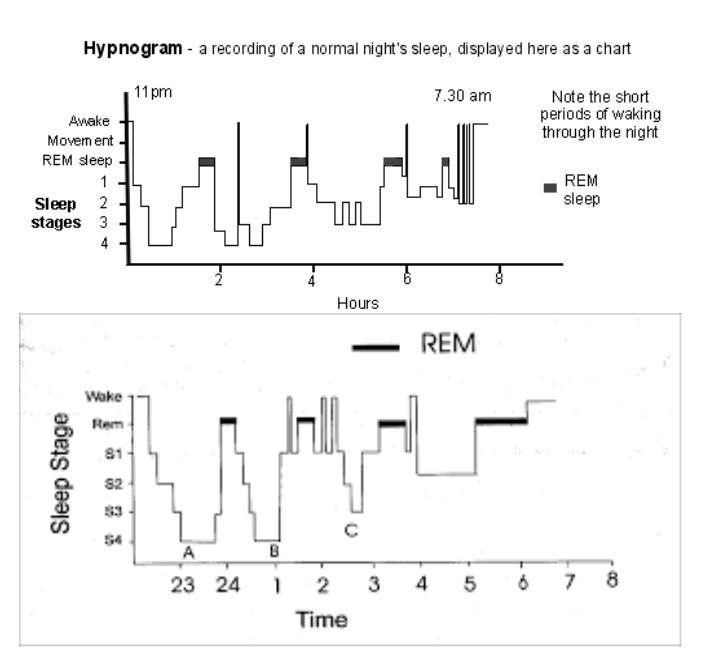 Hypnogram - a recording of a normal night's sleep, displayed here as a chart
11pm
7.30 am
Note the short
periods of waking
through the night
Awake
Movement
REM sleep
1
2
3
4
Sleep
stages
REM
sleep
2
4
6
8
Hours
REM
Wake
Rem
S1
S2
S3
S4
Sleep Stage
A
B
C
23
24
1
2
3
4
5
6
7
8
Time